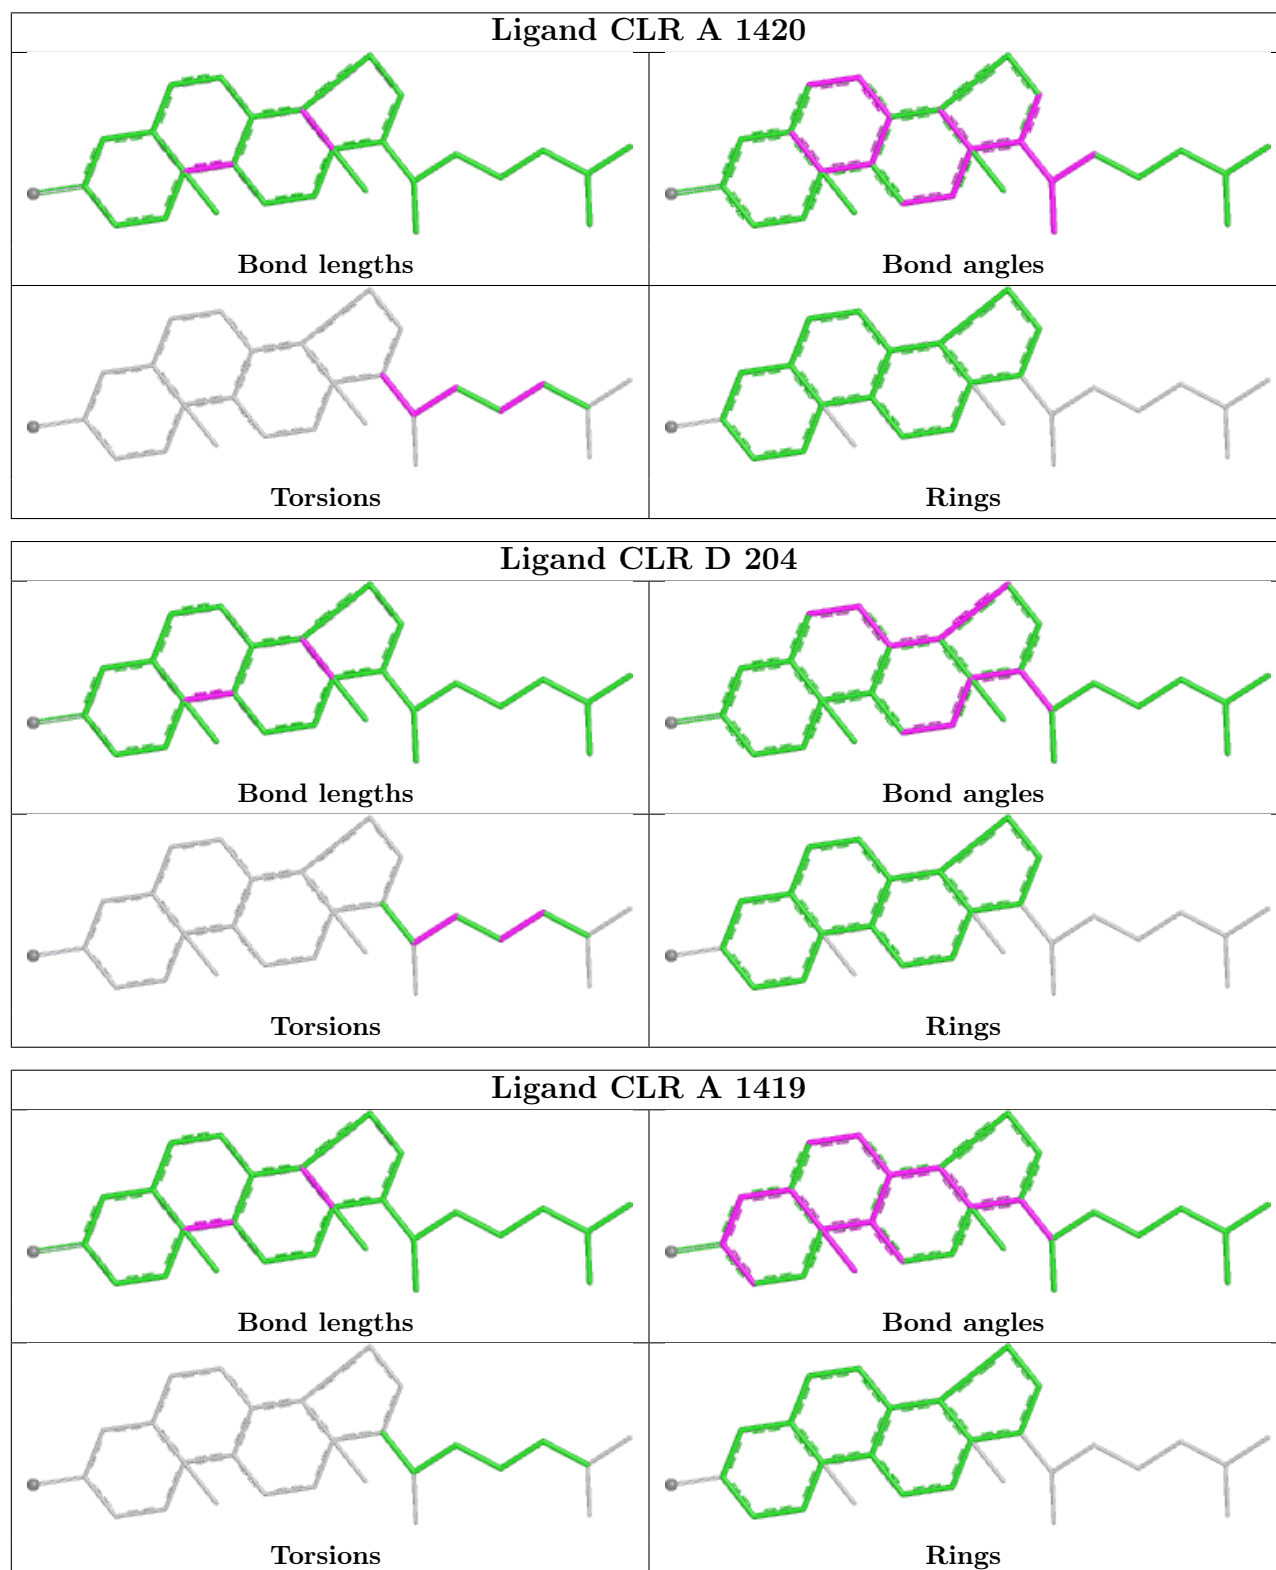 Ligand CLR A 1420
Bond lengths
Bond angles
Torsions
Rings
Ligand CLR D 204
Bond lengths
Bond angles
Torsions
Rings
Ligand CLR A 1419
Bond lengths
Bond angles
Torsions
Rings